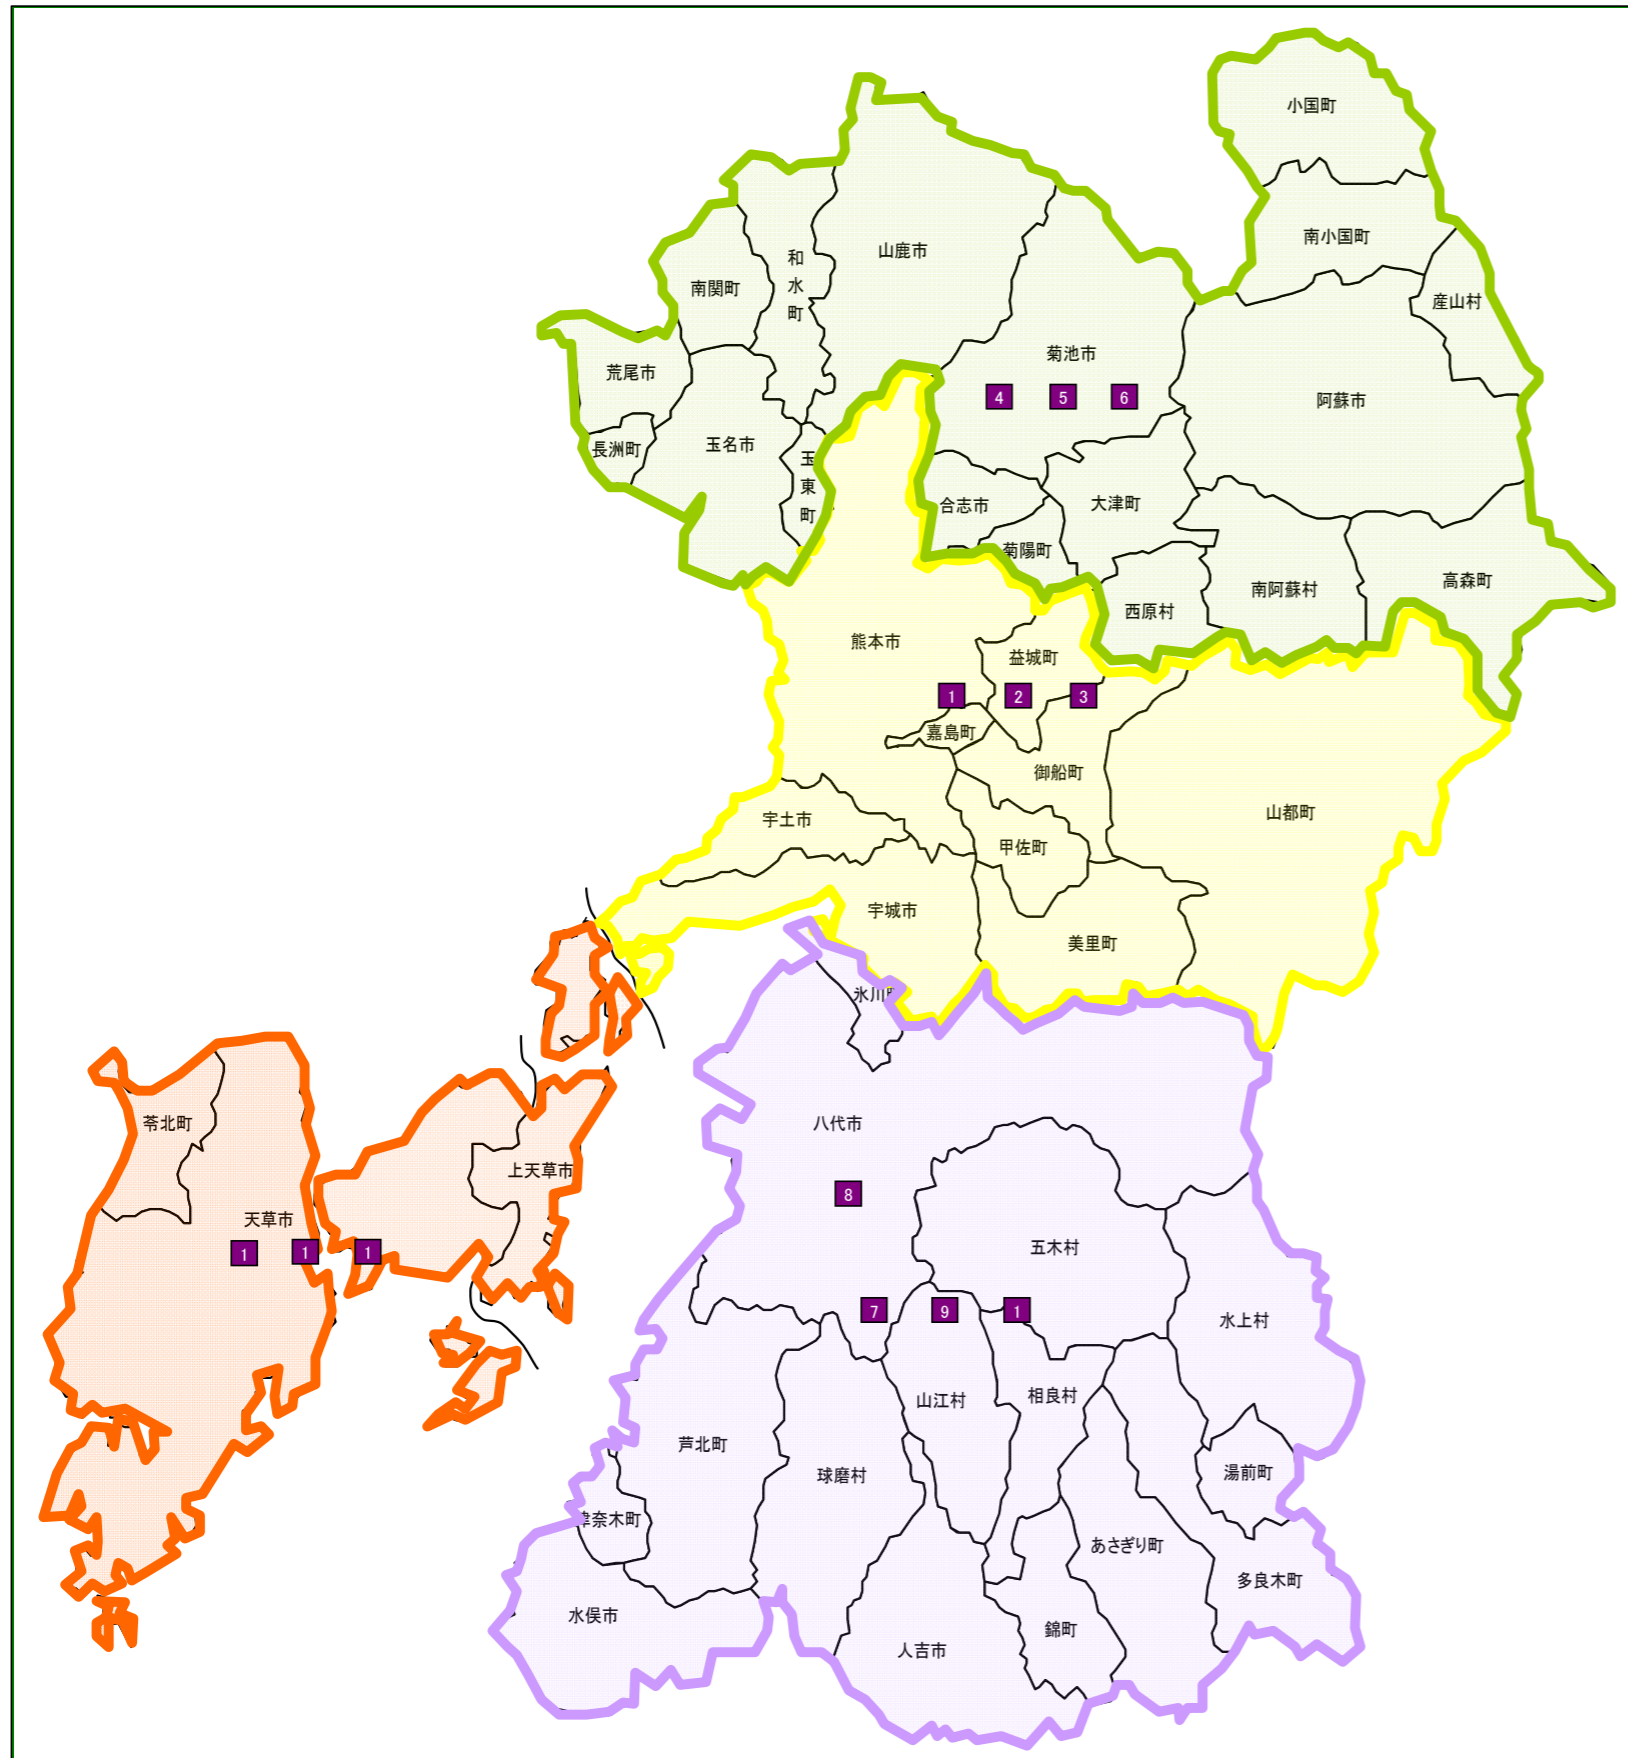 小国町
南小国町
産山村
山鹿市
和水町
南関町
菊池市
荒尾市
阿蘇市
4 5 6
長洲町
玉名市
玉東町
合志市
大津町
菊陽町
南阿蘇村
高森町
西原村
熊本市
益城町
1 2 3
嘉島町
御船町
山都町
宇土市
甲佐町
宇城市
美里町
氷川町
苓北町
八代市
上天草市
8
天草市
1 1 1
五木村
7 9 1
水上村
山江村
相良村
芦北町
球磨村
湯前町
津奈木町
あさぎり町
多良木町
水俣市
錦町
人吉市